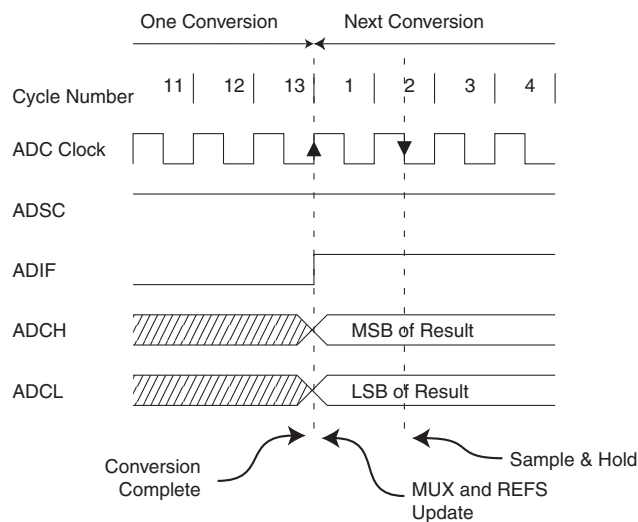 One Conversion Next Conversion
Cycle Number 11 12 13 1 2 3 4
ADC Clock
ADSC
ADIF
ADCH MSB of Result
ADCL LSB of Result
Conversion
Complete
MUX and REFS
Update
Sample & Hold